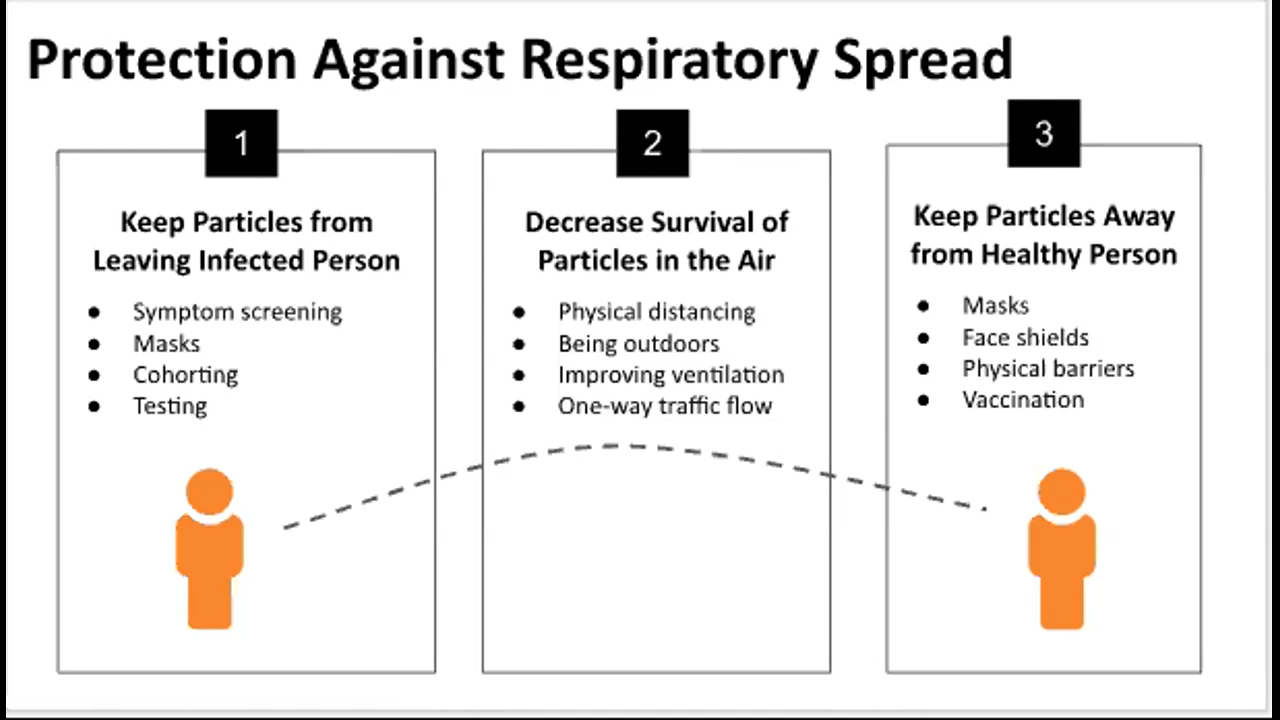 Protection Against Respiratory Spread
1
Keep Particles from
Leaving Infected Person
● Symptom screening
● Masks
● Cohorting
● Testing
2
Decrease Survival of
Particles in the Air
● Physical distancing
● Being outdoors
● Improving ventilation
● One-way traffic flow
3
Keep Particles Away
from Healthy Person
● Masks
● Face shields
● Physical barriers
● Vaccination